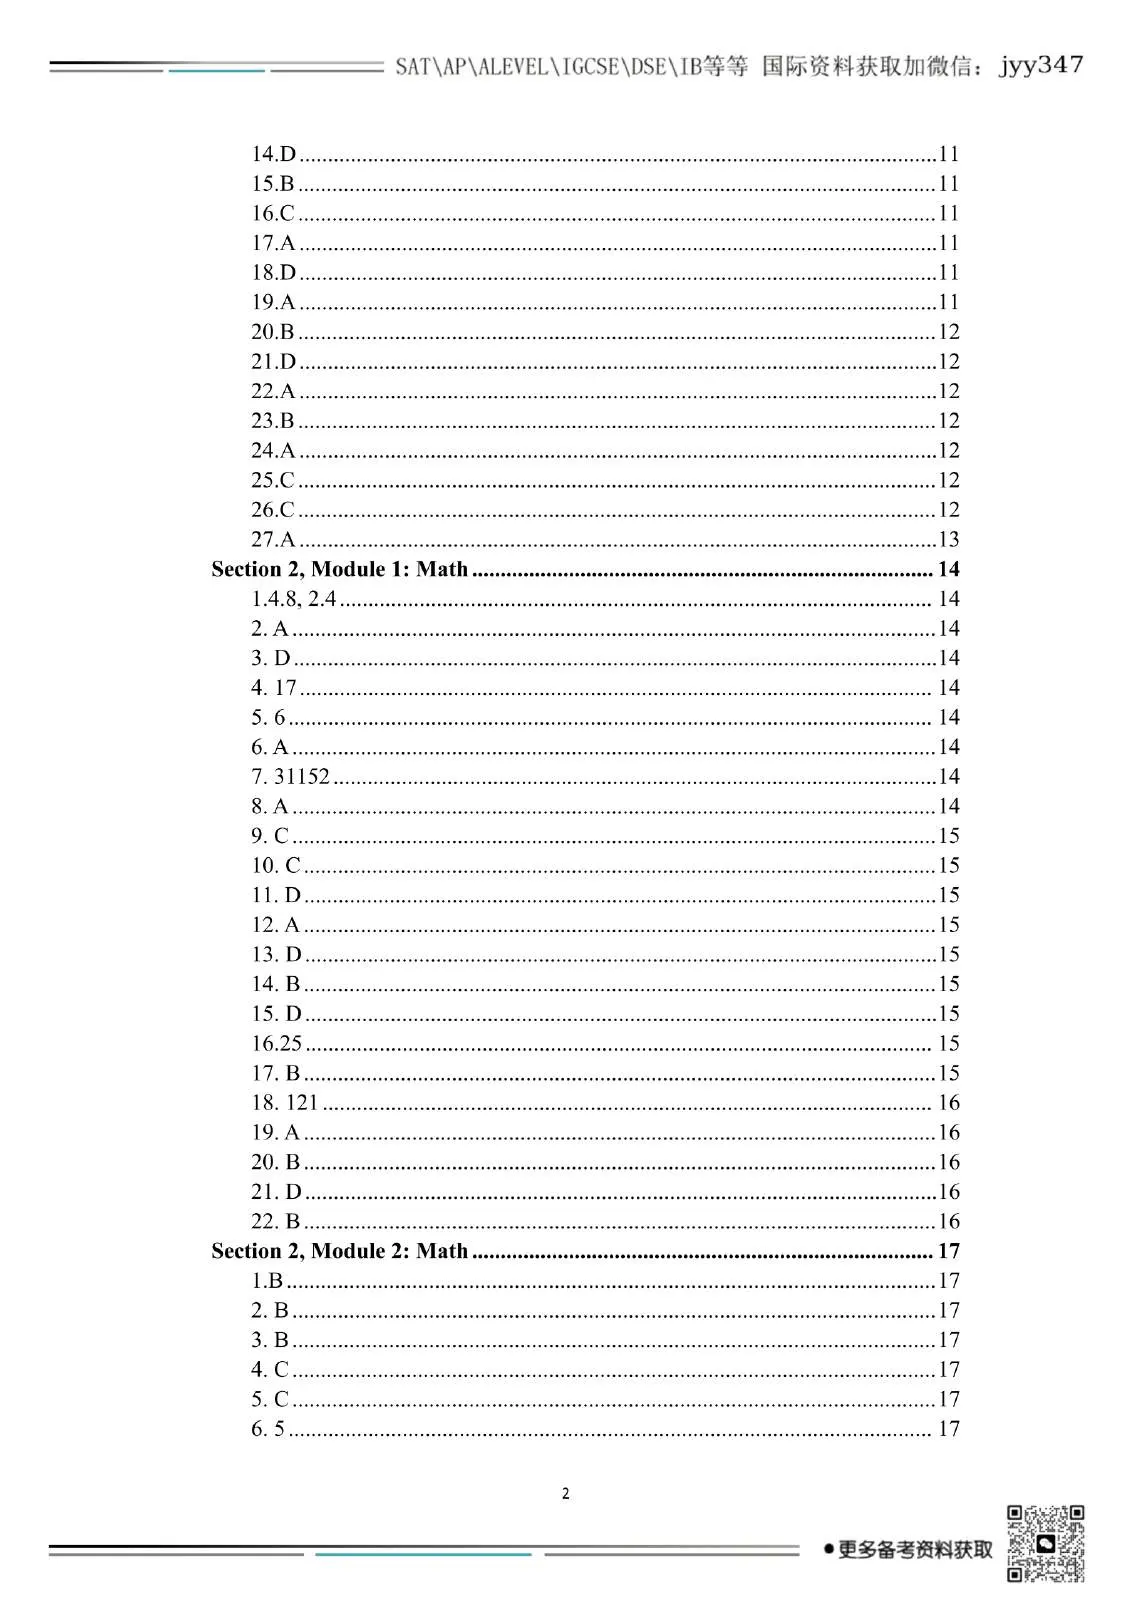 SAT\AP\ALEVEL\IGCSE\DSE\IB等等 国际资料获取加微信: jyy347
14.D........11
15.B........11
16.C........11
17.A........11
18.D........11
19.A........11
20.B........12
21.D........12
22.A........12
23.B........12
24.A........12
25.C........12
26.C........12
27.A........13
Section 2, Module 1: Math........14
1.4.8, 2.4........14
2. A........14
3. D........14
4. 17........14
5. 6........14
6. A........14
7. 31152........14
8. A........14
9. C........15
10. C........15
11. D........15
12. A........15
13. D........15
14. B........15
15. D........15
16.25........15
17. B........15
18. 121........16
19. A........16
20. B........16
21. D........16
22. B........16
Section 2, Module 2: Math........17
1.B........17
2. B........17
3. B........17
4. C........17
5. C........17
6. 5........17
2
●更多备考资料获取